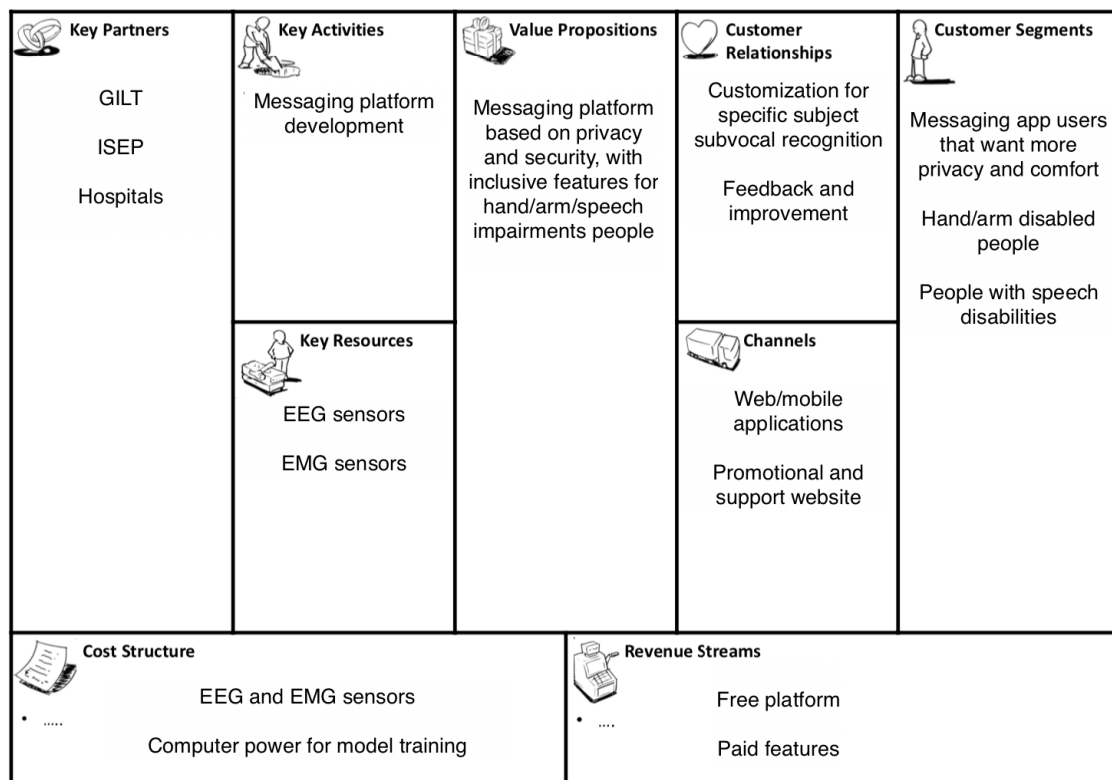 Key Partners
GILT
ISEP
Hospitals
Key Activities
Messaging platform
development
Key Resources
EEG sensors
EMG sensors
Value Propositions
Messaging platform
based on privacy
and security, with
inclusive features for
hand/arm/speech
impairments people
Customer
Relationships
Customization for
specific subject
subvocal recognition
Feedback and
improvement
Channels
Web/mobile
applications
Promotional and
support website
Customer Segments
Messaging app users
that want more
privacy and comfort
Hand/arm disabled
people
People with speech
disabilities
Cost Structure
EEG and EMG sensors
• .....
Computer power for model training
Revenue Streams
Free platform
• ....
Paid features